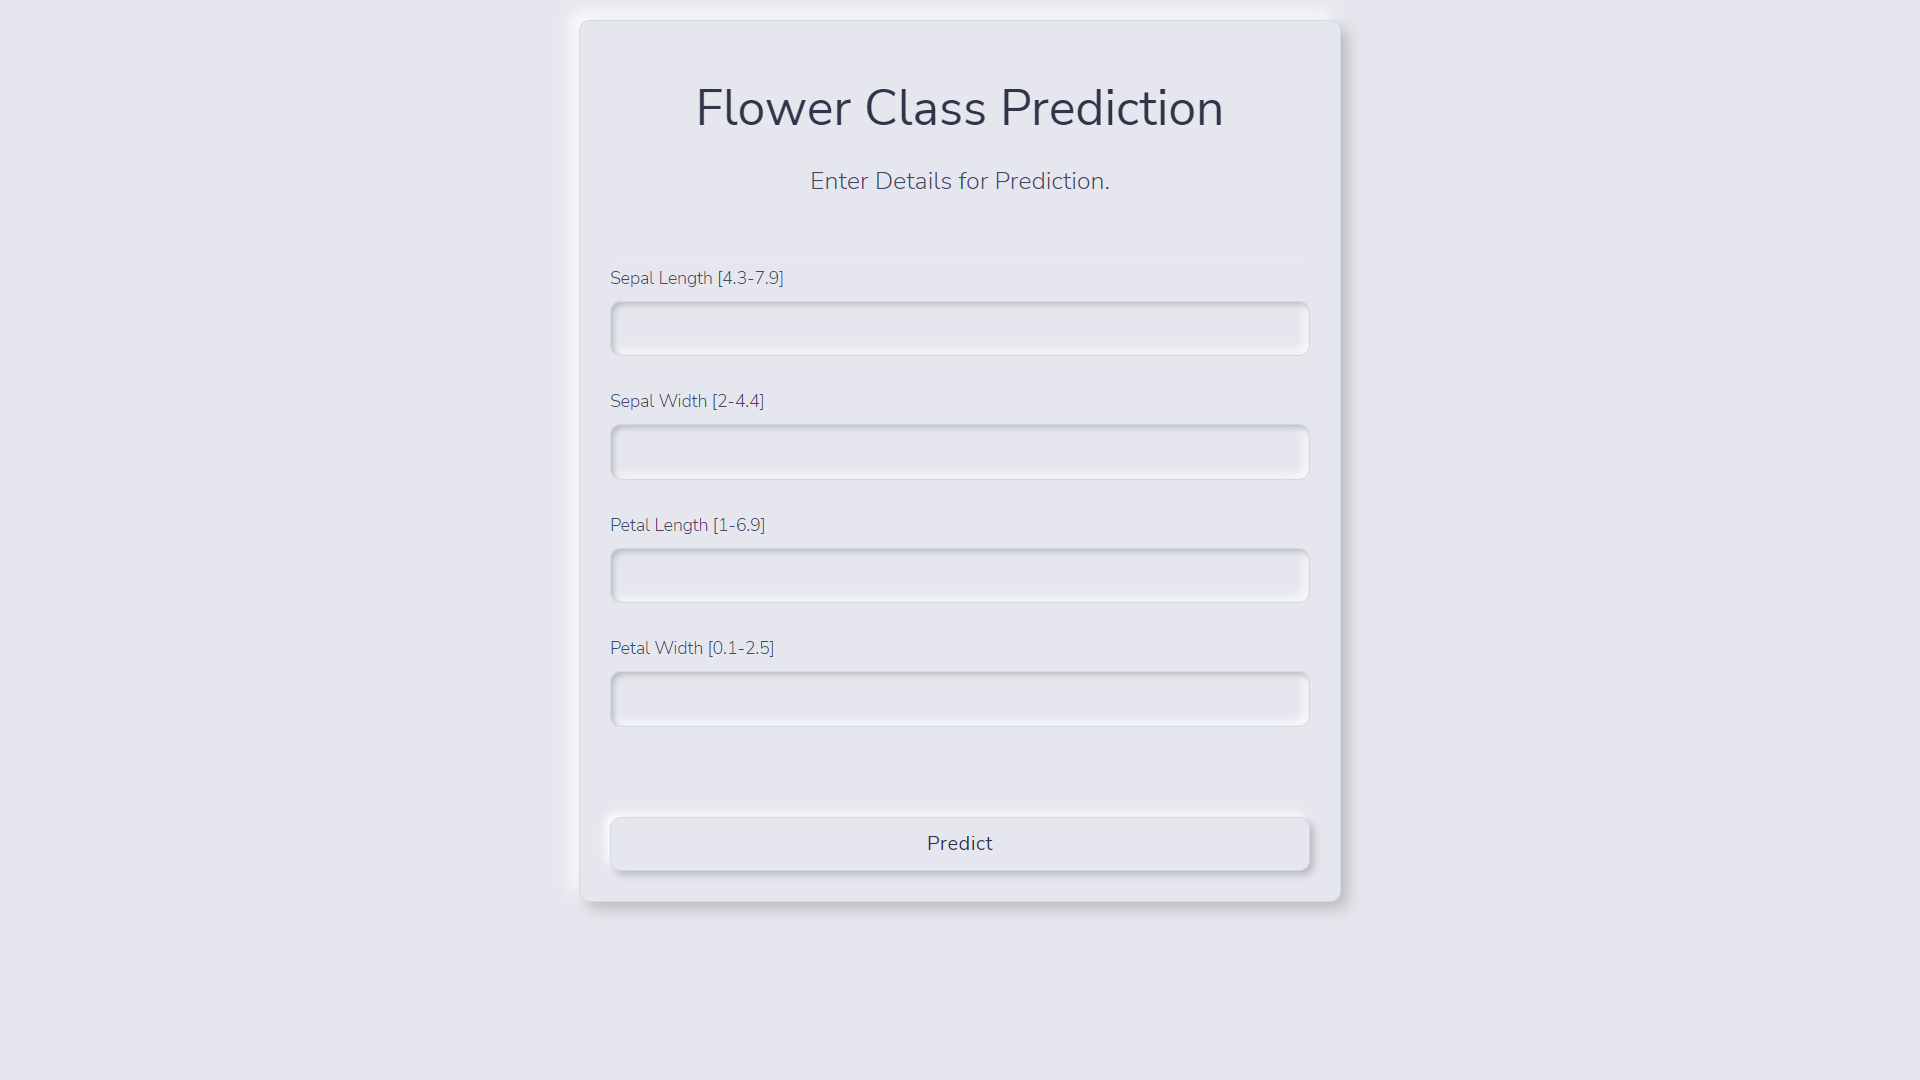 Flower Class Prediction
Enter Details for Prediction.
Sepal Length [4.3-7.9]
Sepal Width [2-4.4]
Petal Length [1-6.9]
Petal Width [0.1-2.5]
Predict